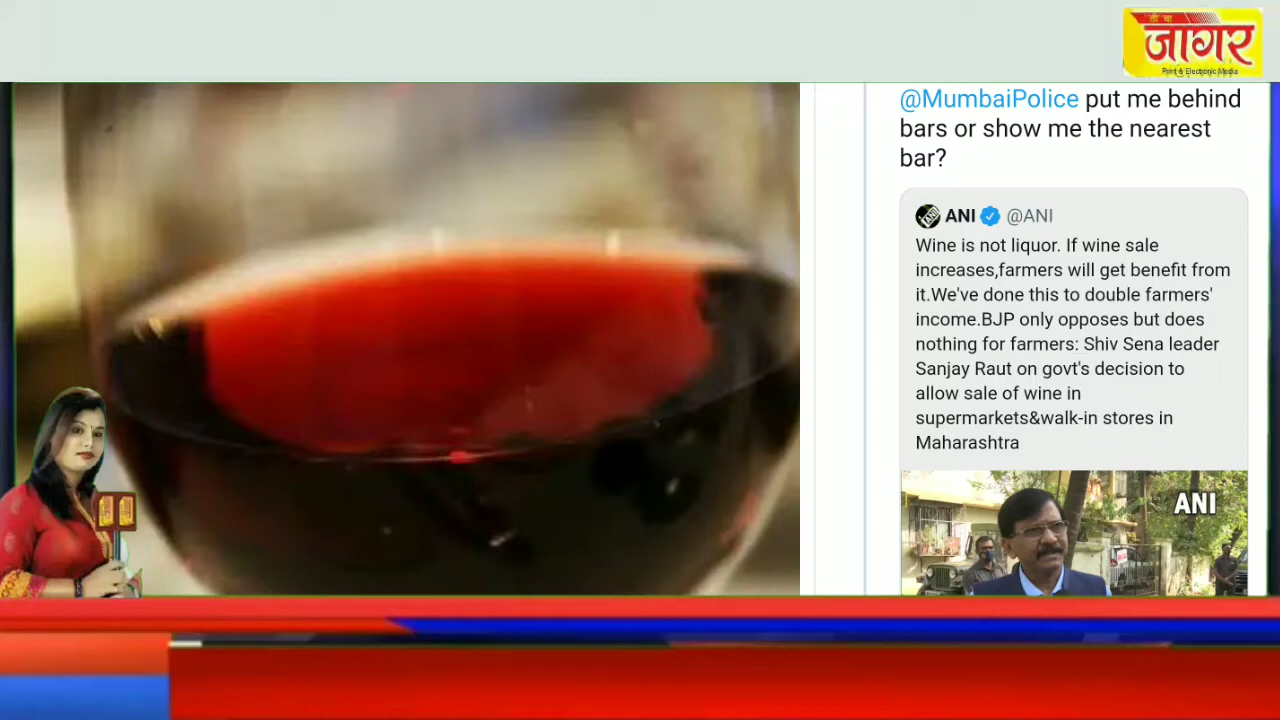 ती चा
जागर
Print & Electronic Media
@MumbaiPolice put me behind
bars or show me the nearest
bar?
ANI @ANI
Wine is not liquor. If wine sale
increases,farmers will get benefit from
it.We've done this to double farmers'
income.BJP only opposes but does
nothing for farmers: Shiv Sena leader
Sanjay Raut on govt's decision to
allow sale of wine in
supermarkets&walk-in stores in
Maharashtra
ANI